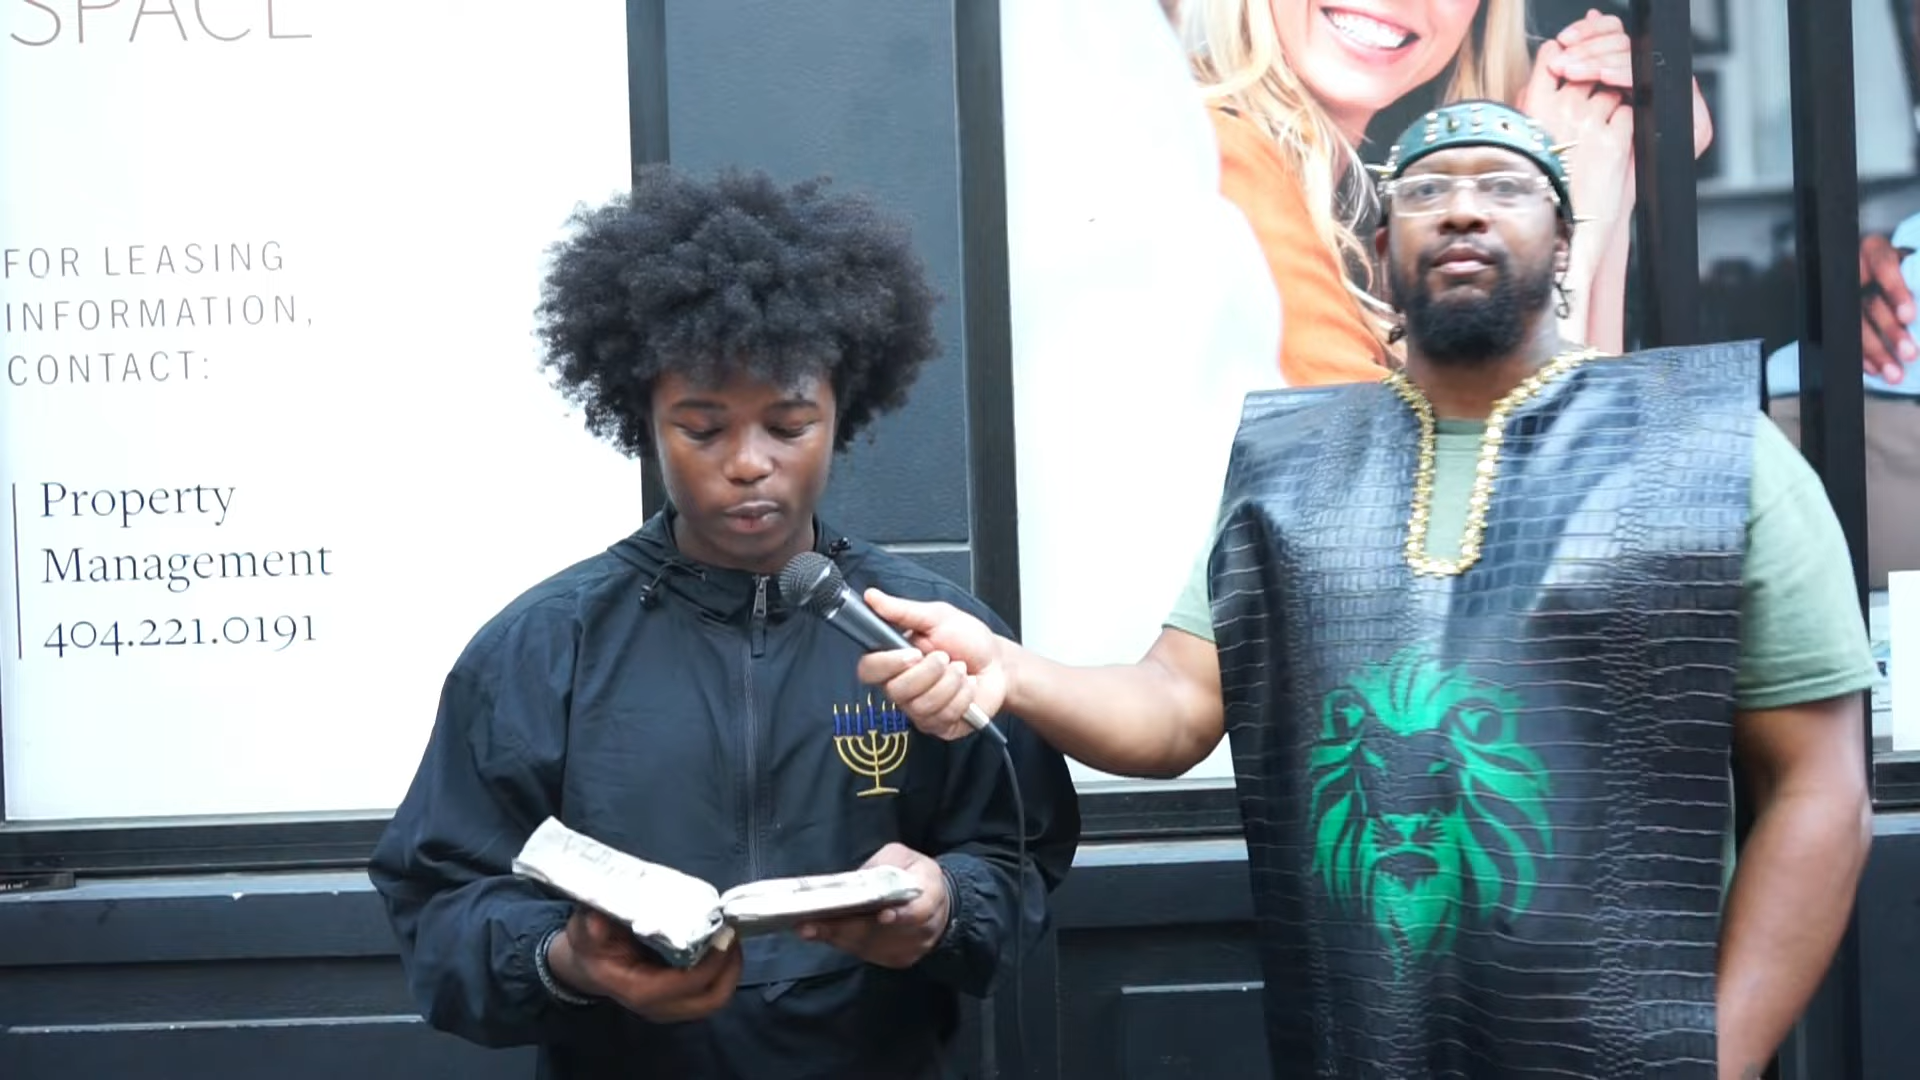 SPACE
FOR LEASING
INFORMATION,
CONTACT:
Property
Management
404.221.0191